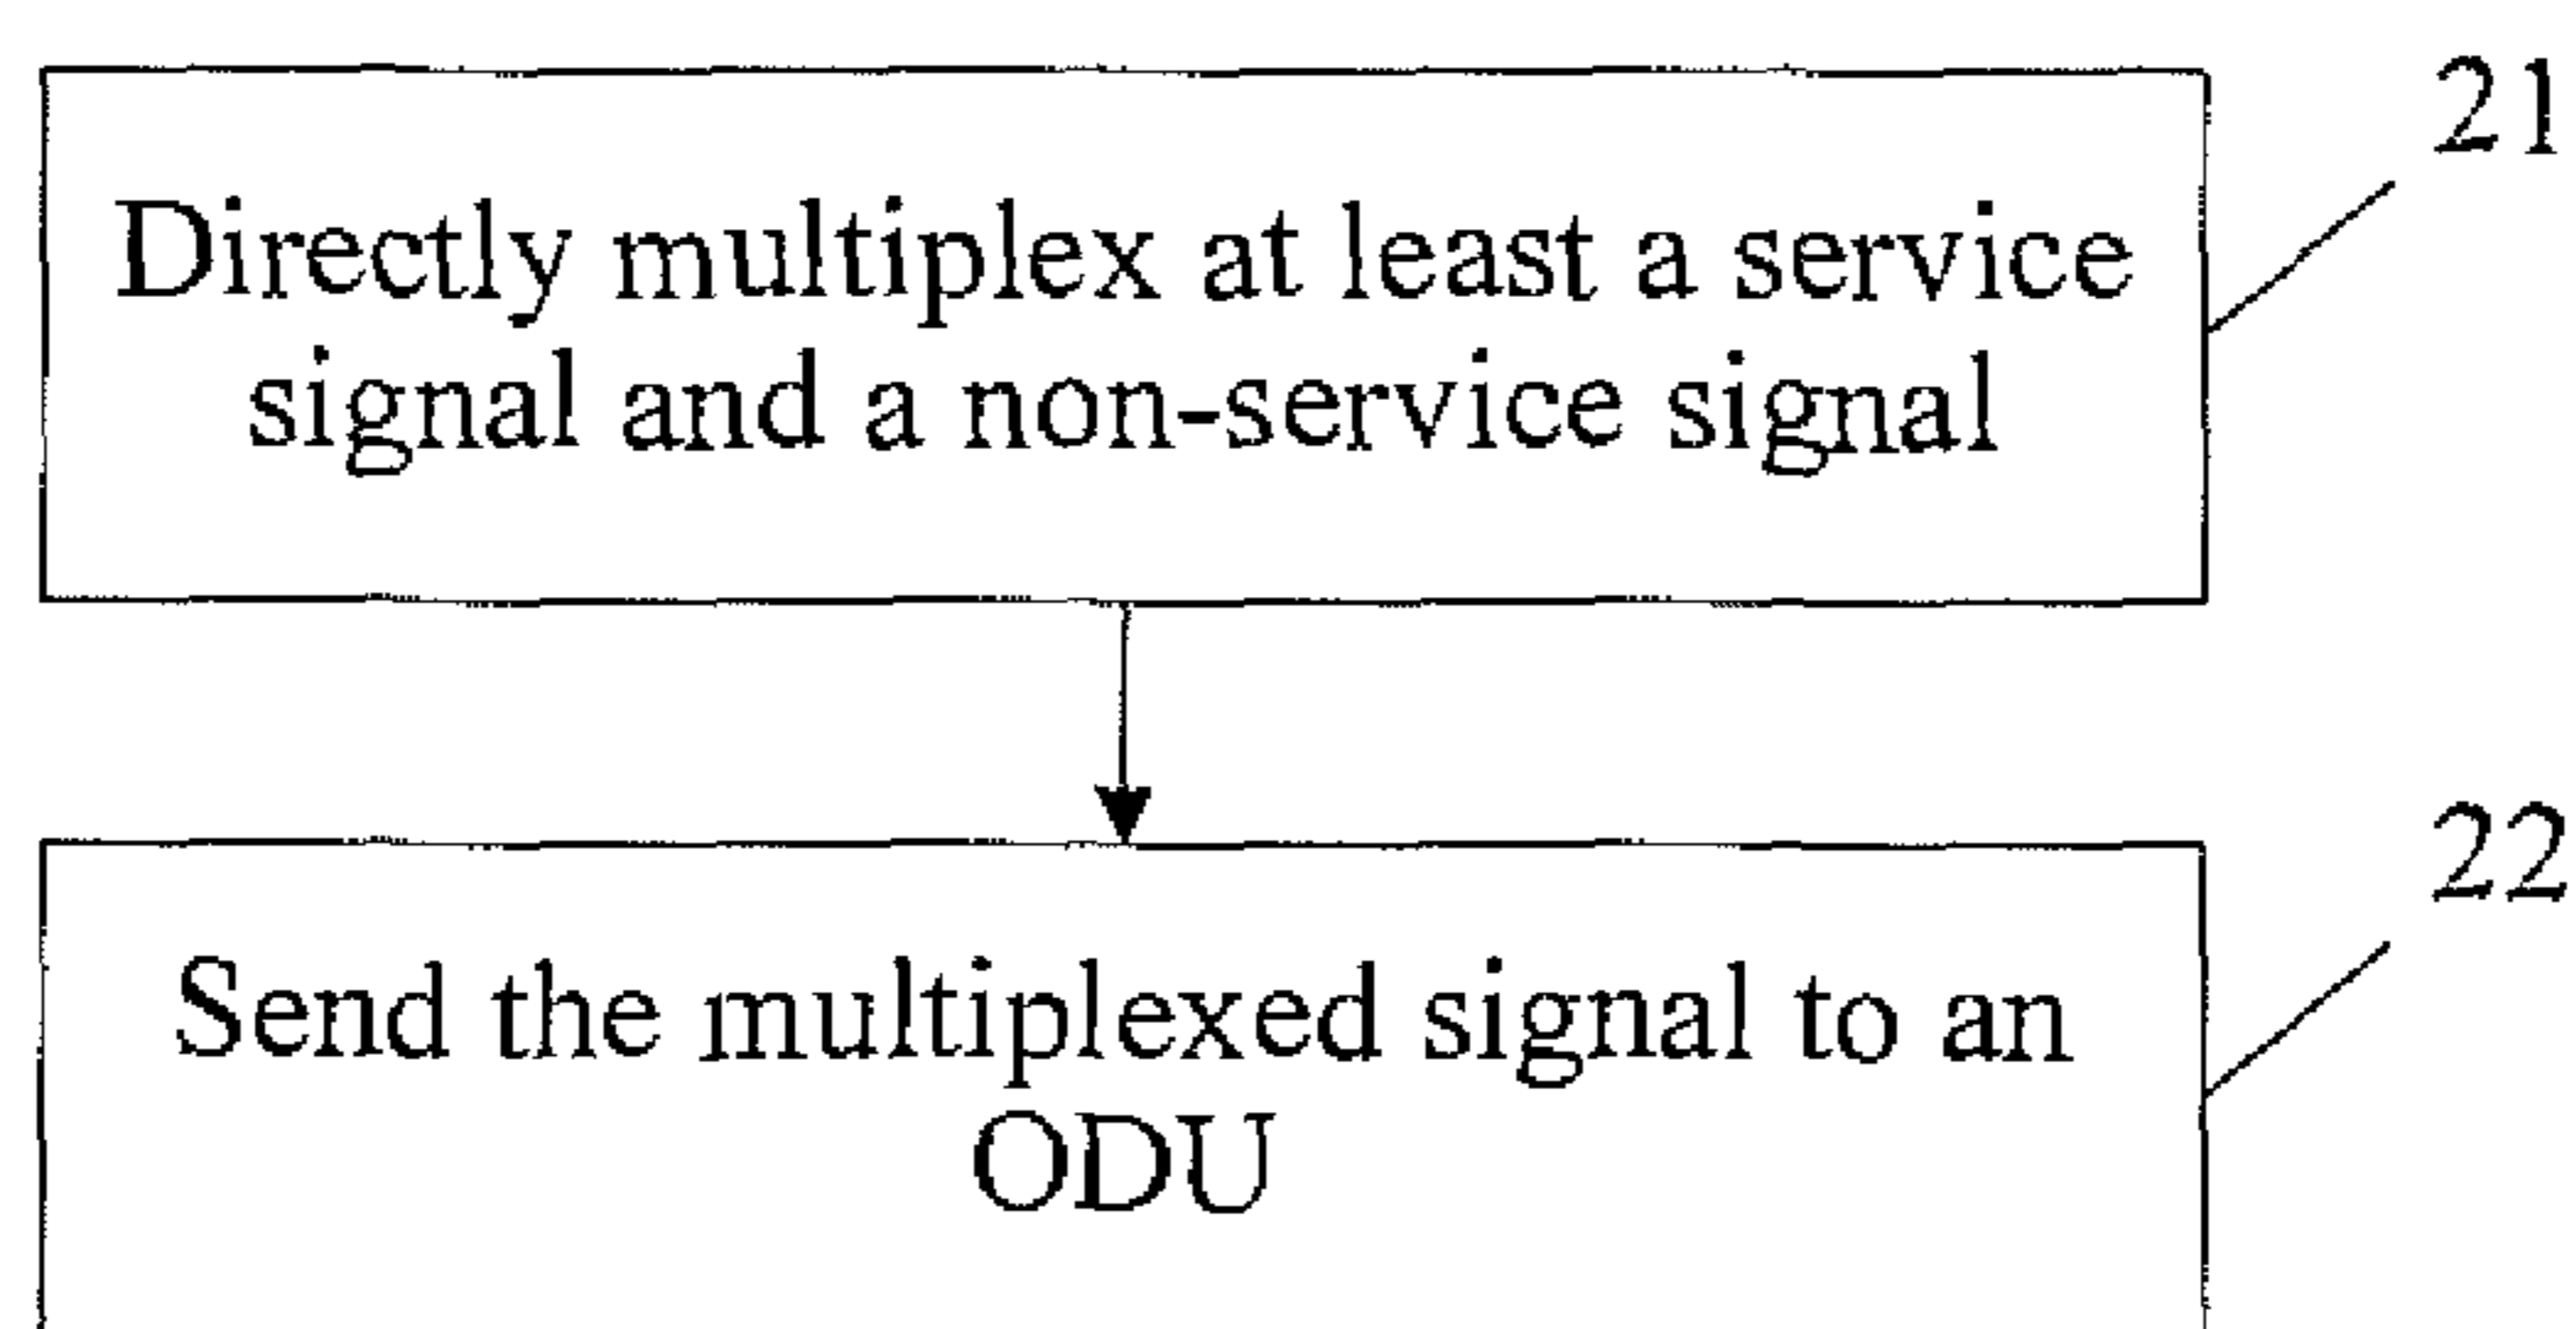 21
Directly multiplex at least a service
signal and a non-service signal
22
Send the multiplexed signal to an
ODU